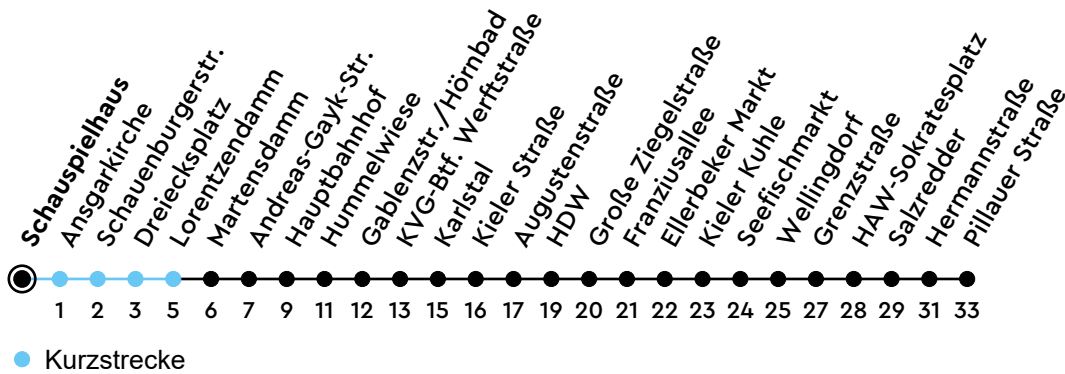 Schauspielhaus
Ansgarkirche
Schauenburgerstr.
Dreiecksplatz
Lorentzendamm
Martensdamm
Andreas-Gayk-Str.
Hauptbahnhof
Hummelwiese
Gablenzstr./Hörnbad
KVG-Btf. Werftstraße
Karlstal
Kieler Straße
Augustenstraße
HDW
Große Ziegelstraße
Franziusallee
Ellerbeker Markt
Kieler Kuhle
Seefischmarkt
Wellingdorf
Grenzstraße
HAW-Sokratesplatz
Salzredder
Hermannstraße
Pillauer Straße
1 2 3 5 6 7 9 11 12 13 15 16 17 19 20 21 22 23 24 25 27 28 29 31 33
Kurzstrecke